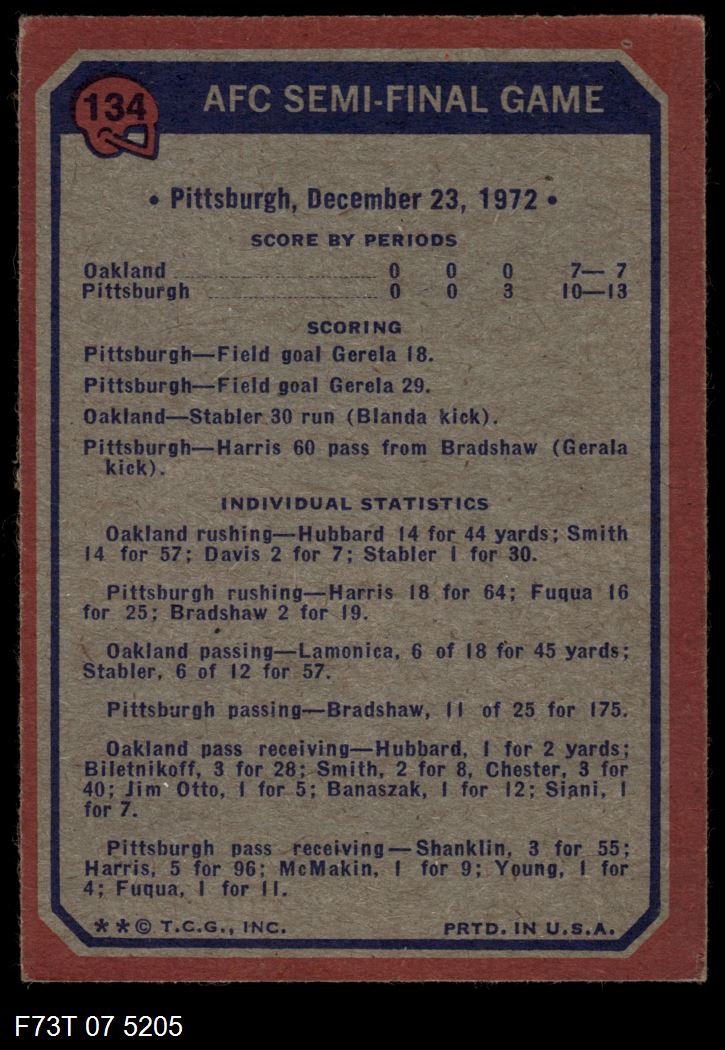 134
AFC SEMI-FINAL GAME
• Pittsburgh, December 23, 1972 •
SCORE BY PERIODS
Oakland 0 0 0 7— 7
Pittsburgh 0 0 3 10—13
SCORING
Pittsburgh—Field goal Gerela 18.
Pittsburgh—Field goal Gerela 29.
Oakland—Stabler 30 run (Blanda kick).
Pittsburgh—Harris 60 pass from Bradshaw (Gerala
kick).
INDIVIDUAL STATISTICS
Oakland rushing—Hubbard 14 for 44 yards; Smith
14 for 57; Davis 2 for 7; Stabler 1 for 30.
Pittsburgh rushing—Harris 18 for 64; Fuqua 16
for 25; Bradshaw 2 for 19.
Oakland passing—Lamonica, 6 of 18 for 45 yards;
Stabler, 6 of 12 for 57.
Pittsburgh passing—Bradshaw, 11 of 25 for 175.
Oakland pass receiving—Hubbard, 1 for 2 yards;
Biletnikoff, 3 for 28; Smith, 2 for 8, Chester, 3 for
40; Jim Otto, 1 for 5; Banaszak, 1 for 12; Siani, 1
for 7.
Pittsburgh pass receiving—Shanklin, 3 for 55;
Harris, 5 for 96; McMakin, 1 for 9; Young, 1 for
4; Fuqua, 1 for 11.
**© T.C.G., INC. PRTD. IN U.S.A.
F73T 07 5205